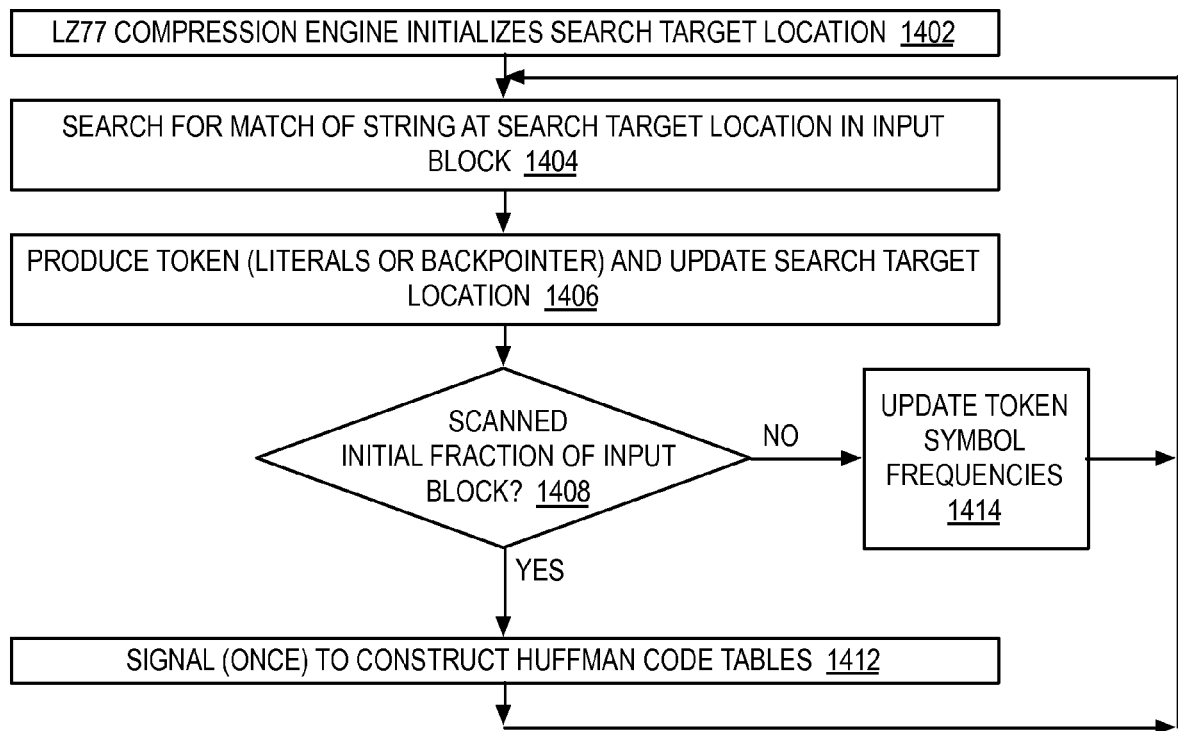 LZ77 COMPRESSION ENGINE INITIALIZES SEARCH TARGET LOCATION 1402
SEARCH FOR MATCH OF STRING AT SEARCH TARGET LOCATION IN INPUT
BLOCK 1404
PRODUCE TOKEN (LITERALS OR BACKPOINTER) AND UPDATE SEARCH TARGET
LOCATION 1406
SCANNED
INITIAL FRACTION OF INPUT
BLOCK? 1408
NO
UPDATE TOKEN
SYMBOL
FREQUENCIES
1414
YES
SIGNAL (ONCE) TO CONSTRUCT HUFFMAN CODE TABLES 1412